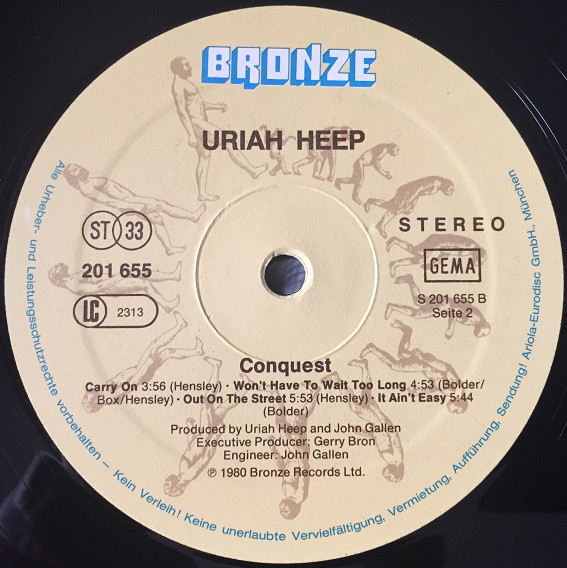 BRONZE
URIAH HEEP
ST 33
201 655
LC 2313
STEREO
GEMA
S 201 655 B
Seite 2
Conquest
Carry On 3:56 (Hensley) · Won't Have To Wait Too Long 4:53 (Bolder/
Box/Hensley) · Out On The Street 5:53 (Hensley) · It Ain't Easy 5:44
(Bolder)
Produced by Uriah Heep and John Gallen
Executive Producer: Gerry Bron
Engineer: John Gallen
℗ 1980 Bronze Records Ltd.
Alle Urheber- und Leistungsschutzrechte vorbehalten – Kein Verleih! Keine unerlaubte Vervielfältigung, Vermietung, Aufführung, Sendung! Ariola-Eurodisc GmbH., München